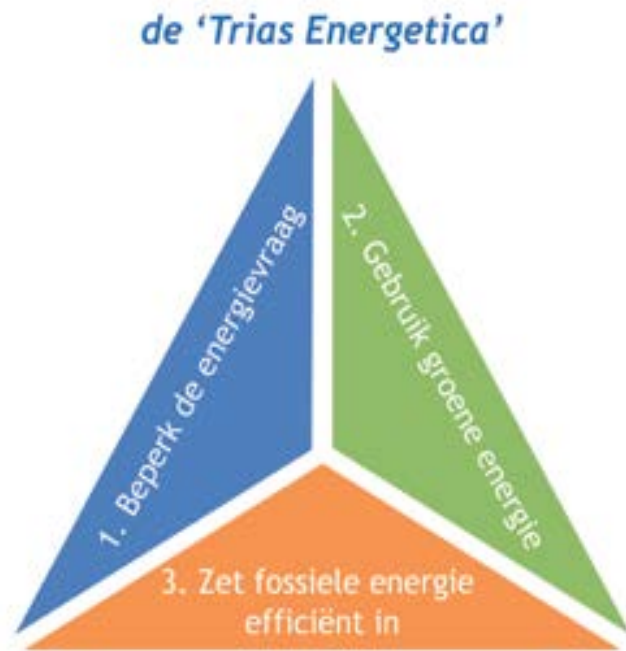 de ‘Trias Energetica’
1. Beperk de energievraag
2. Gebruik groene energie
3. Zet fossiele energie
efficiënt in